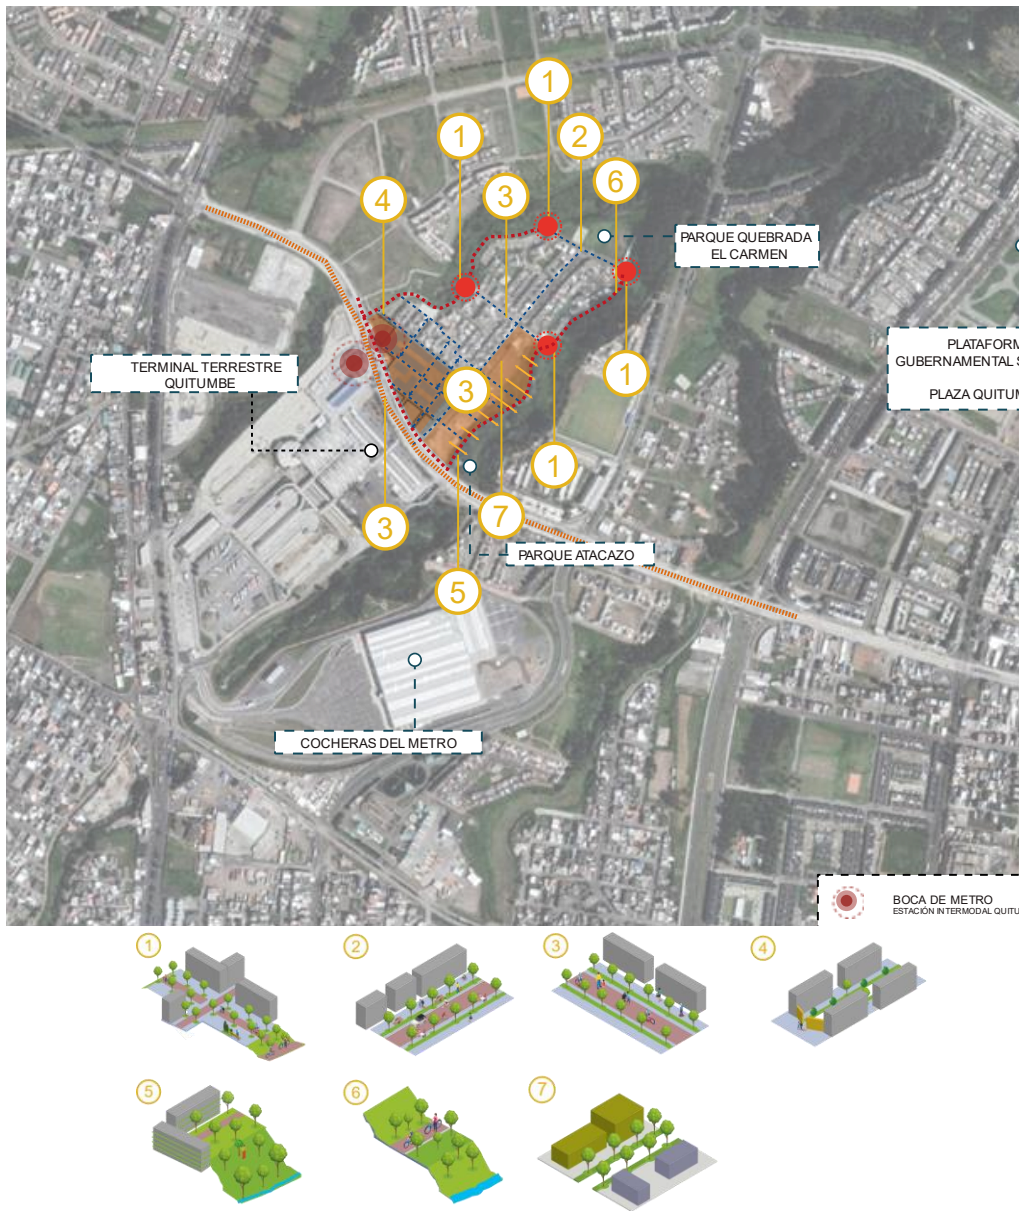 1
1
2
6
4
3
PARQUE QUEBRADA
EL CARMEN
PLATAFORM
GUBERNAMENTAL S
PLAZA QUITUM
TERMINAL TERRESTRE
QUITUMBE
3
1
1
7
3
PARQUE ATACAZO
5
COCHERAS DEL METRO
BOCA DE METRO
ESTACIÓN INTERMODAL QUITU
1
2
3
4
5
6
7